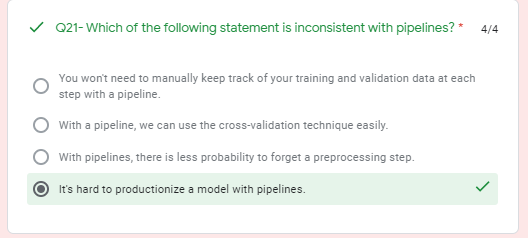 Q21- Which of the following statement is inconsistent with pipelines? * 4/4
You won't need to manually keep track of your training and validation data at each
step with a pipeline.
With a pipeline, we can use the cross-validation technique easily.
With pipelines, there is less probability to forget a preprocessing step.
It's hard to productionize a model with pipelines.